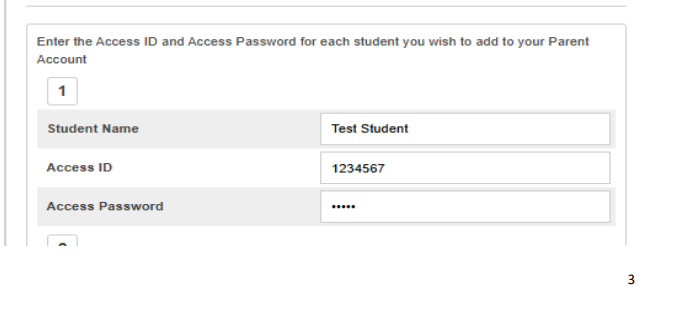 Enter the Access ID and Access Password for each student you wish to add to your Parent
Account
1
Student Name Test Student
Access ID 1234567
Access Password •••••
3